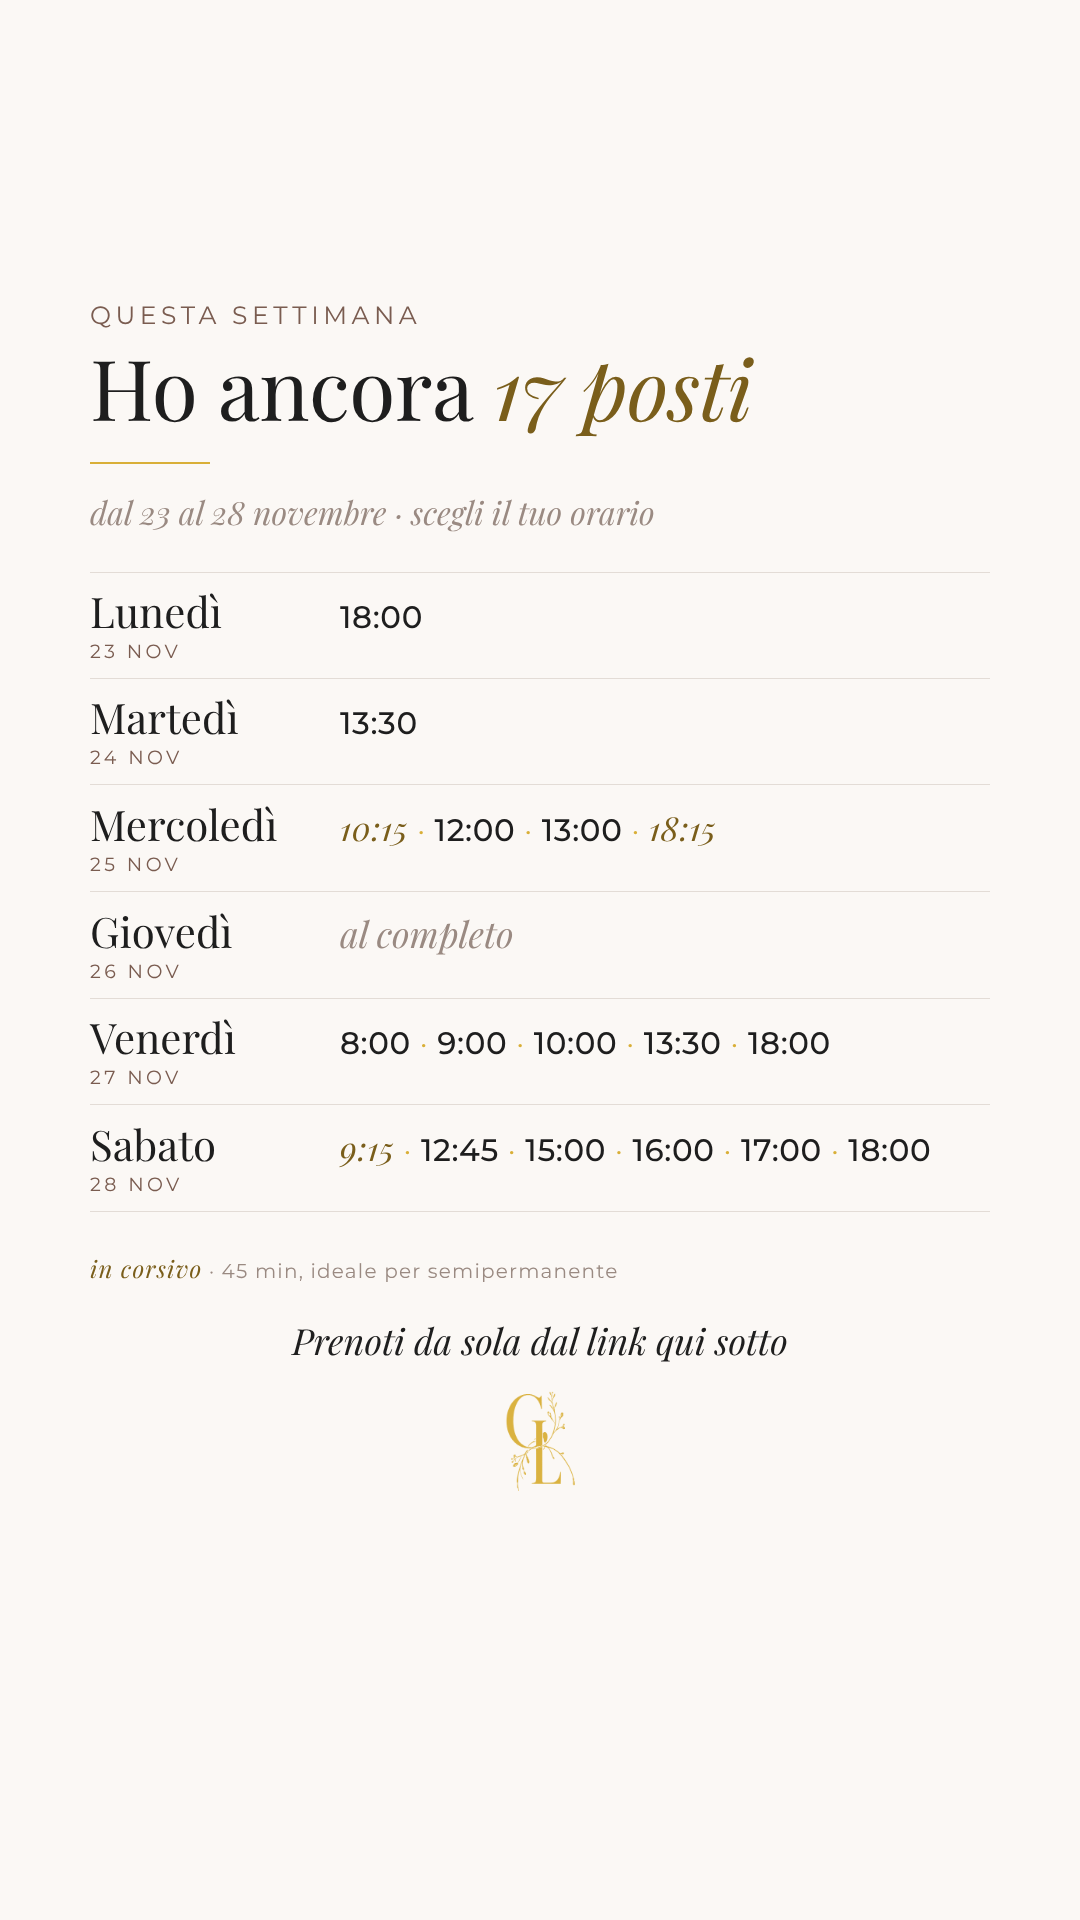 QUESTA SETTIMANA
Ho ancora 17 posti
dal 23 al 28 novembre · scegli il tuo orario
Lunedì 18:00
23 NOV
Martedì 13:30
24 NOV
Mercoledì 10:15 · 12:00 · 13:00 · 18:15
25 NOV
Giovedì al completo
26 NOV
Venerdì 8:00 · 9:00 · 10:00 · 13:30 · 18:00
27 NOV
Sabato 9:15 · 12:45 · 15:00 · 16:00 · 17:00 · 18:00
28 NOV
in corsivo · 45 min, ideale per semipermanente
Prenoti da sola dal link qui sotto
GL